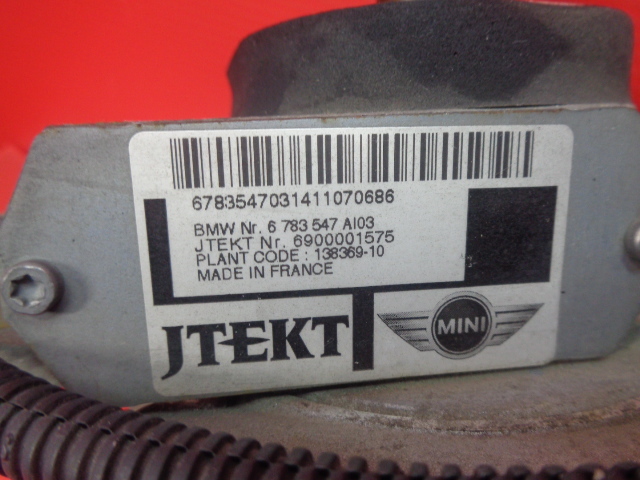 6783547031411070686
BMW Nr. 6 783 547 AI03
JTEKT Nr. 6900001575
PLANT CODE : 138369-10
MADE IN FRANCE
JTEKT
MINI